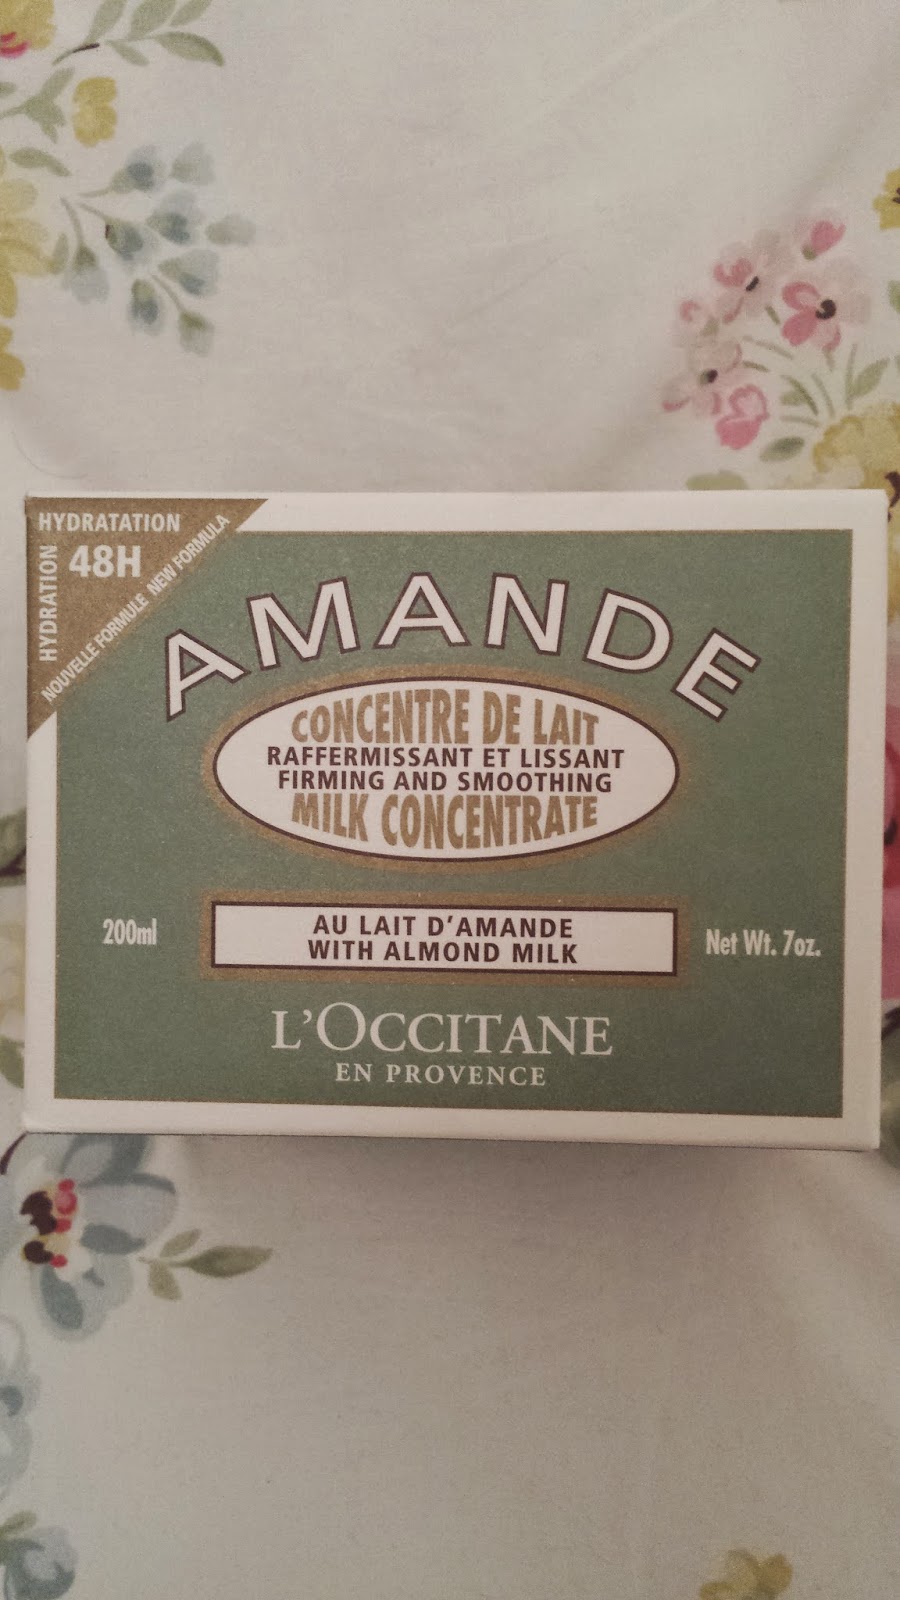 HYDRATATION
HYDRATION
48H
NOUVELLE FORMULE NEW FORMULA
AMANDE
CONCENTRE DE LAIT
RAFFERMISSANT ET LISSANT
FIRMING AND SMOOTHING
MILK CONCENTRATE
200ml
AU LAIT D'AMANDE
WITH ALMOND MILK
Net Wt. 7oz.
L'OCCITANE
EN PROVENCE